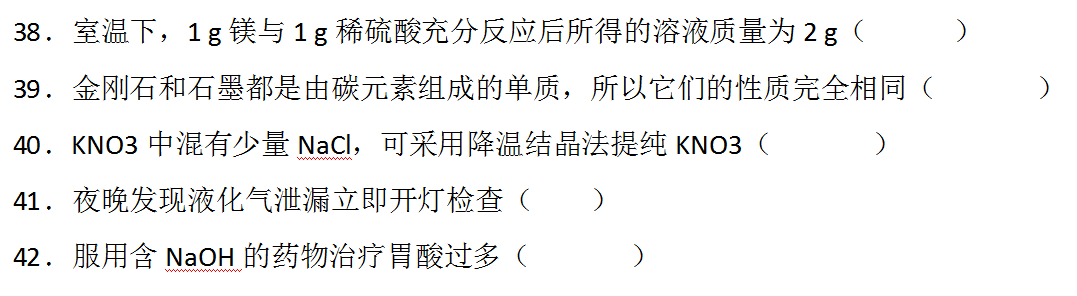 38．室温下，1 g 镁与 1 g 稀硫酸充分反应后所得的溶液质量为 2 g（ ）
39．金刚石和石墨都是由碳元素组成的单质，所以它们的性质完全相同（ ）
40．KNO3 中混有少量 NaCl，可采用降温结晶法提纯 KNO3（ ）
41．夜晚发现液化气泄漏立即开灯检查（ ）
42．服用含 NaOH 的药物治疗胃酸过多（ ）